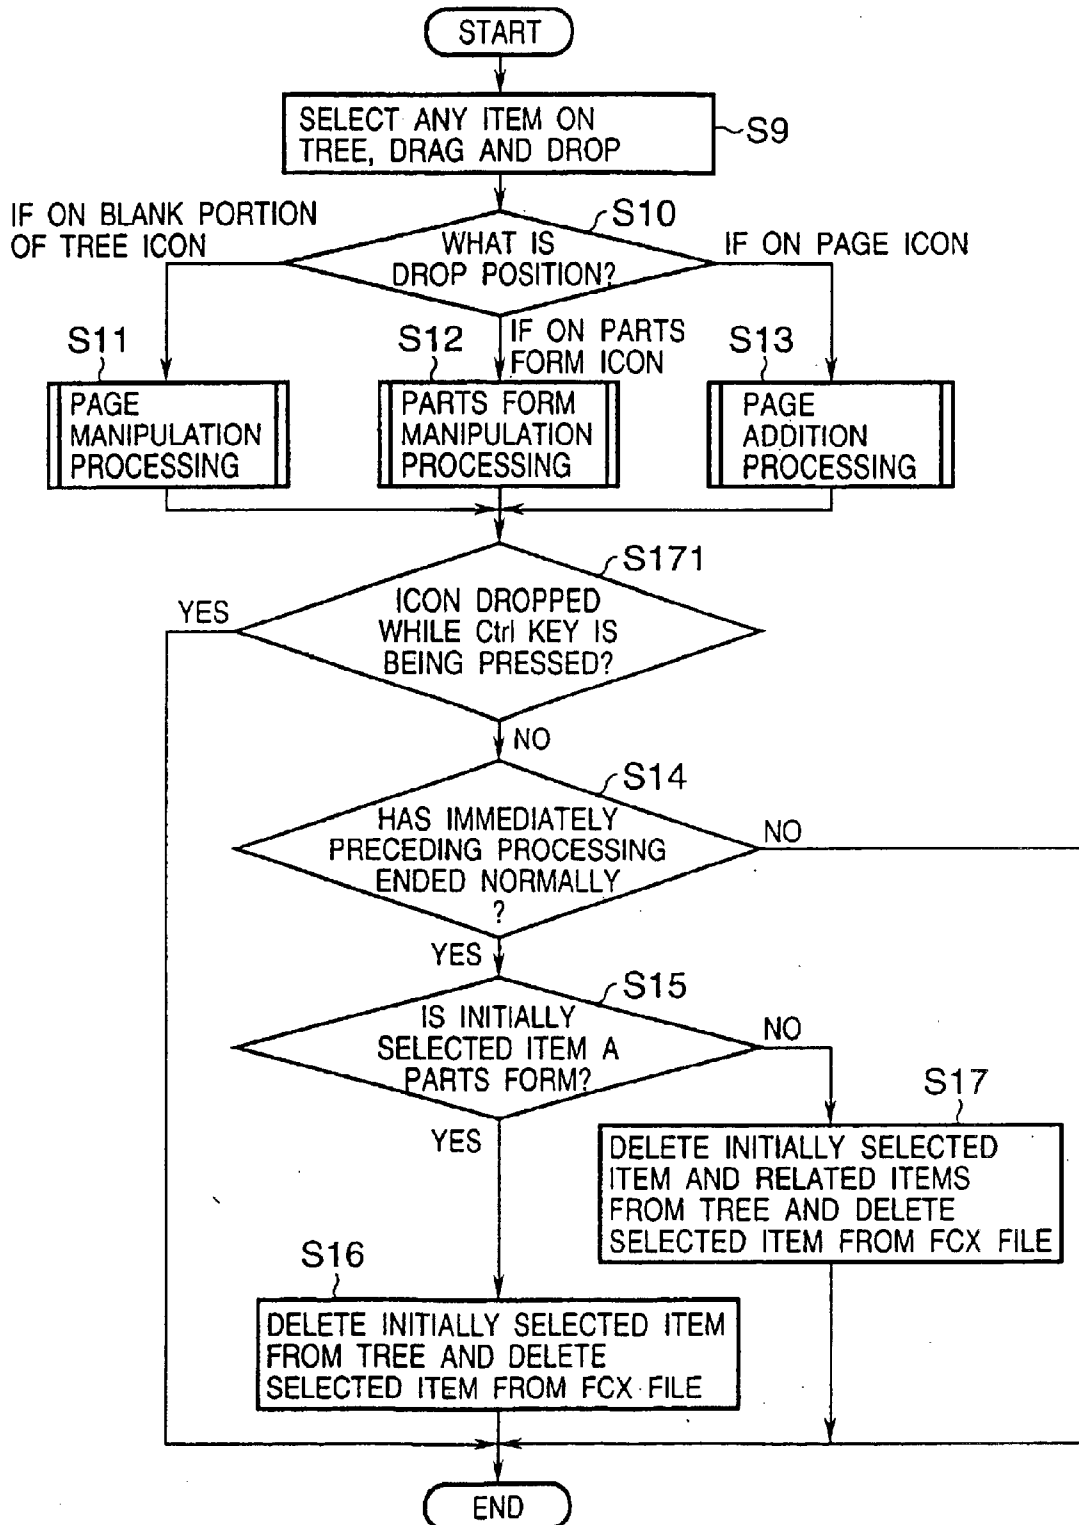 START
SELECT ANY ITEM ON
TREE, DRAG AND DROP
S9
IF ON BLANK PORTION
OF TREE ICON
S10
WHAT IS
DROP POSITION?
IF ON PAGE ICON
S11
S12
IF ON PARTS
FORM ICON
S13
PAGE
MANIPULATION
PROCESSING
PARTS FORM
MANIPULATION
PROCESSING
PAGE
ADDITION
PROCESSING
S171
YES
ICON DROPPED
WHILE Ctrl KEY IS
BEING PRESSED?
NO
S14
HAS IMMEDIATELY
PRECEDING PROCESSING
ENDED NORMALLY
?
NO
YES
S15
IS INITIALLY
SELECTED ITEM A
PARTS FORM?
NO
YES
S17
DELETE INITIALLY SELECTED
ITEM AND RELATED ITEMS
FROM TREE AND DELETE
SELECTED ITEM FROM FCX FILE
S16
DELETE INITIALLY SELECTED ITEM
FROM TREE AND DELETE
SELECTED ITEM FROM FCX FILE
END